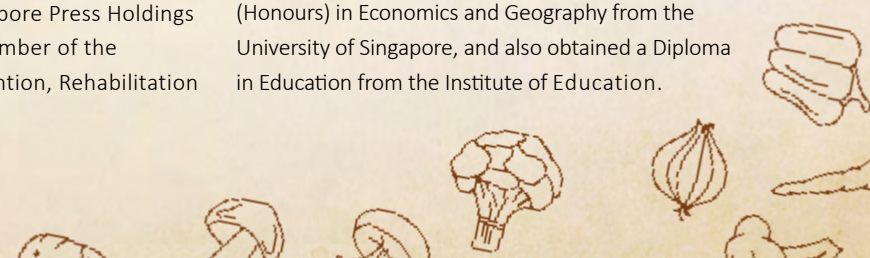 pore Press Holdings
mber of the
ntion, Rehabilitation
(Honours) in Economics and Geography from the
University of Singapore, and also obtained a Diploma
in Education from the Institute of Education.